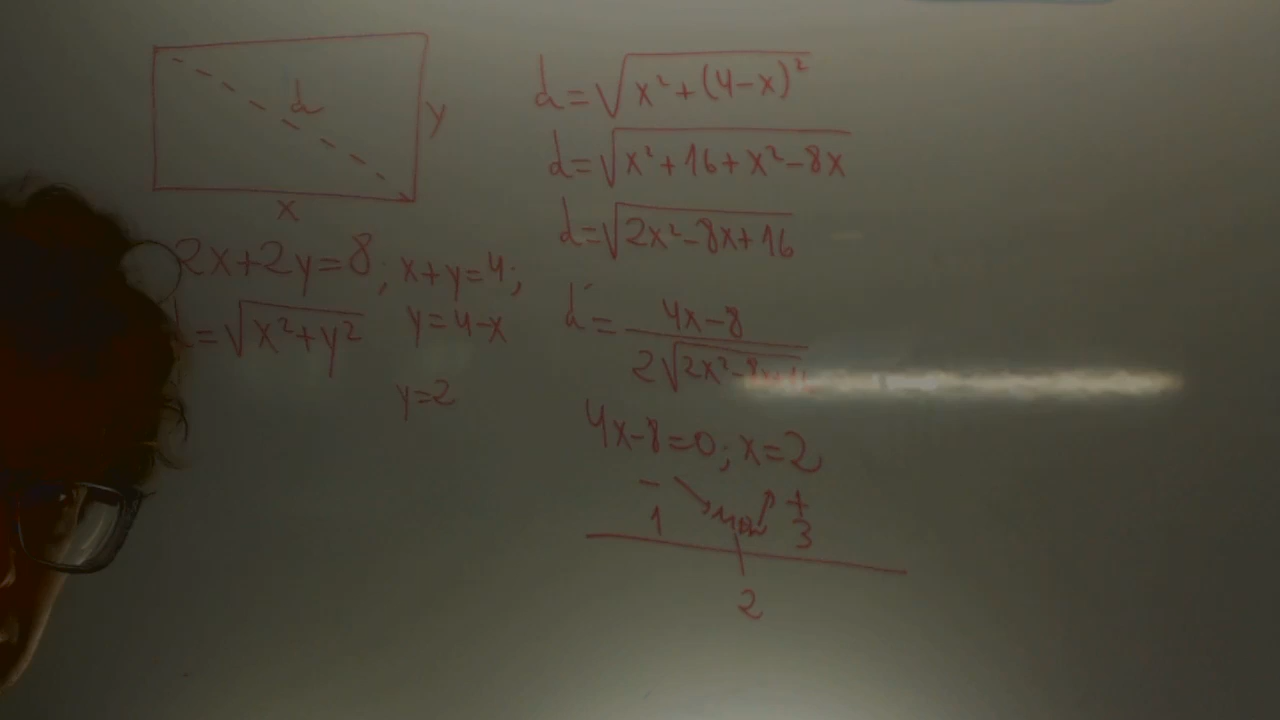 d
y
x
2x+2y=8; x+y=4;
d=√x²+y² y=4-x
y=2
d=√x²+(4-x)²
d=√x²+16+x²-8x
d=√2x²-8x+16
d'= 4x-8
2√2x²-8x+16
4x-8=0; x=2
- +
1 3
2